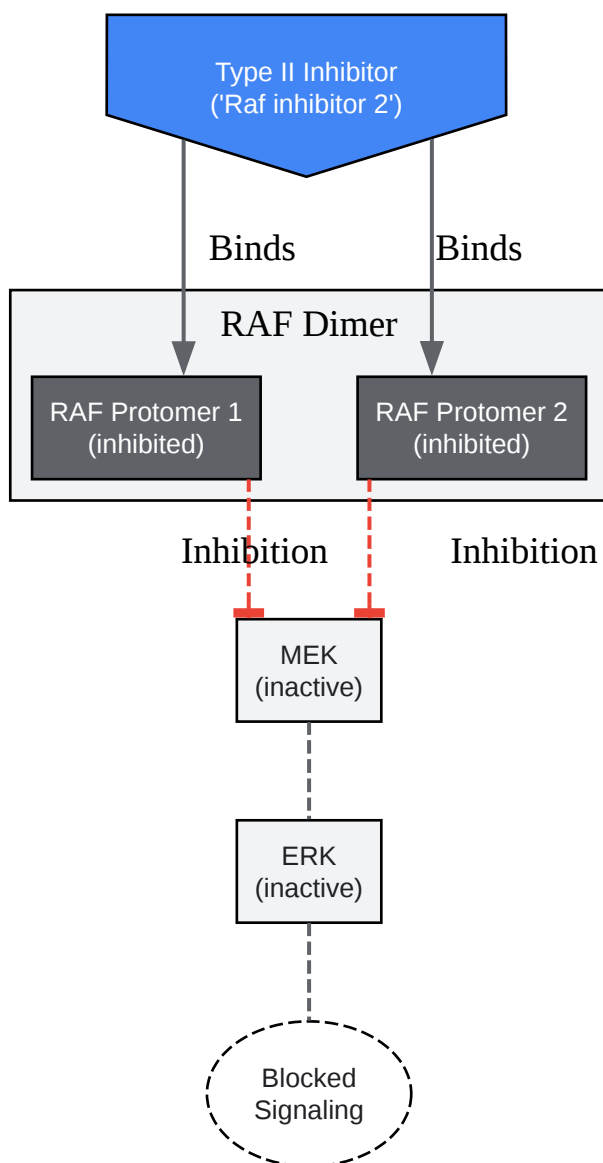 Type II Inhibitor
('Raf inhibitor 2')
Binds
Binds
RAF Dimer
RAF Protomer 1
(inhibited)
RAF Protomer 2
(inhibited)
Inhibition
Inhibition
MEK
(inactive)
ERK
(inactive)
Blocked
Signaling